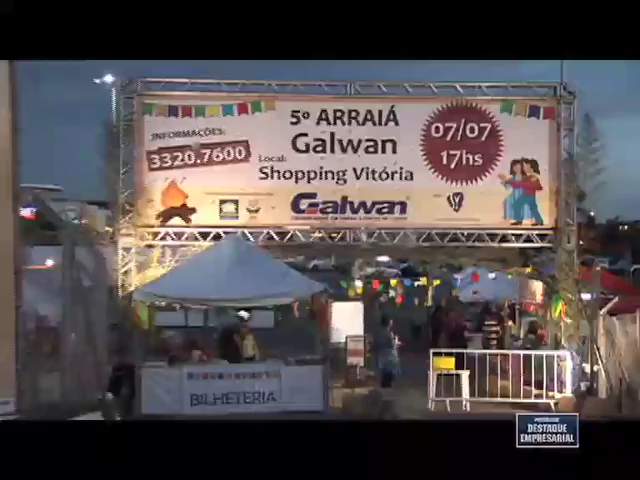 5º ARRAIÁ
Galwan
INFORMAÇÕES:
3320.7600
Local:
Shopping Vitória
07/07
17hs
Galwan
BILHETERIA
DESTAQUE
EMPRESARIAL